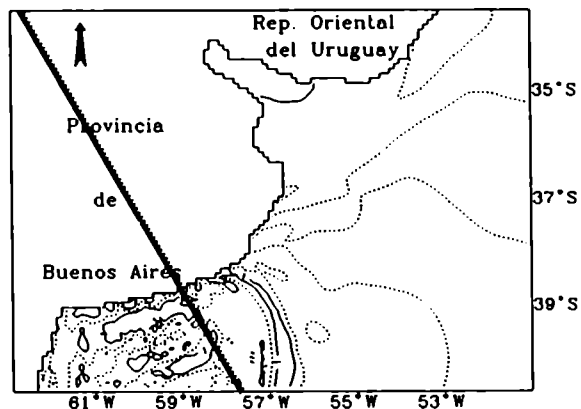 Rep. Oriental
del Uruguay
35°S
Provincia
de
37°S
Buenos Aires
39°S
61°W 59°W 57°W 55°W 53°W